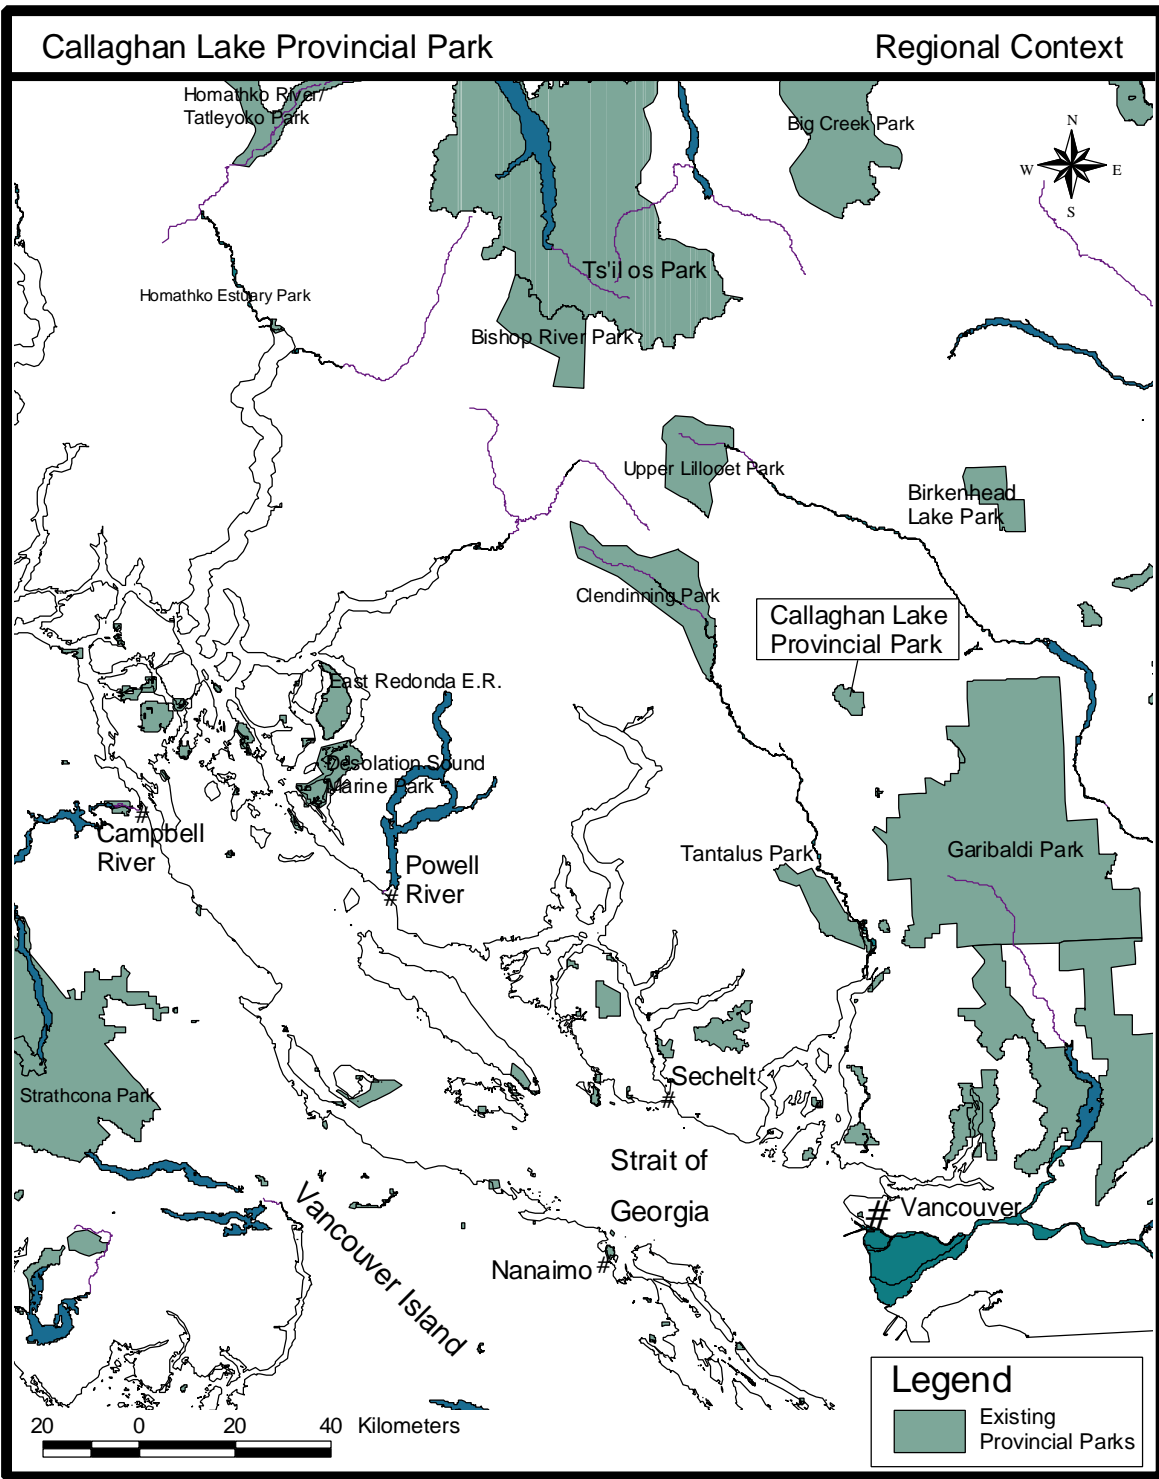 Callaghan Lake Provincial Park
Regional Context
Homathko River/
Tatleyoko Park
Big Creek Park
N
W
E
S
Ts'il os Park
Homathko Estuary Park
Bishop River Park
Upper Lillooet Park
Birkenhead
Lake Park
Clendinning Park
Callaghan Lake
Provincial Park
East Redonda E.R.
Desolation Sound
Marine Park
#
Campbell
River
Powell
River
#
Tantalus Park
Garibaldi Park
Strathcona Park
Sechelt
#
Strait of
Georgia
#
Vancouver
Vancouver Island
Nanaimo
#
Legend
Existing
Provincial Parks
20 0 20 40 Kilometers